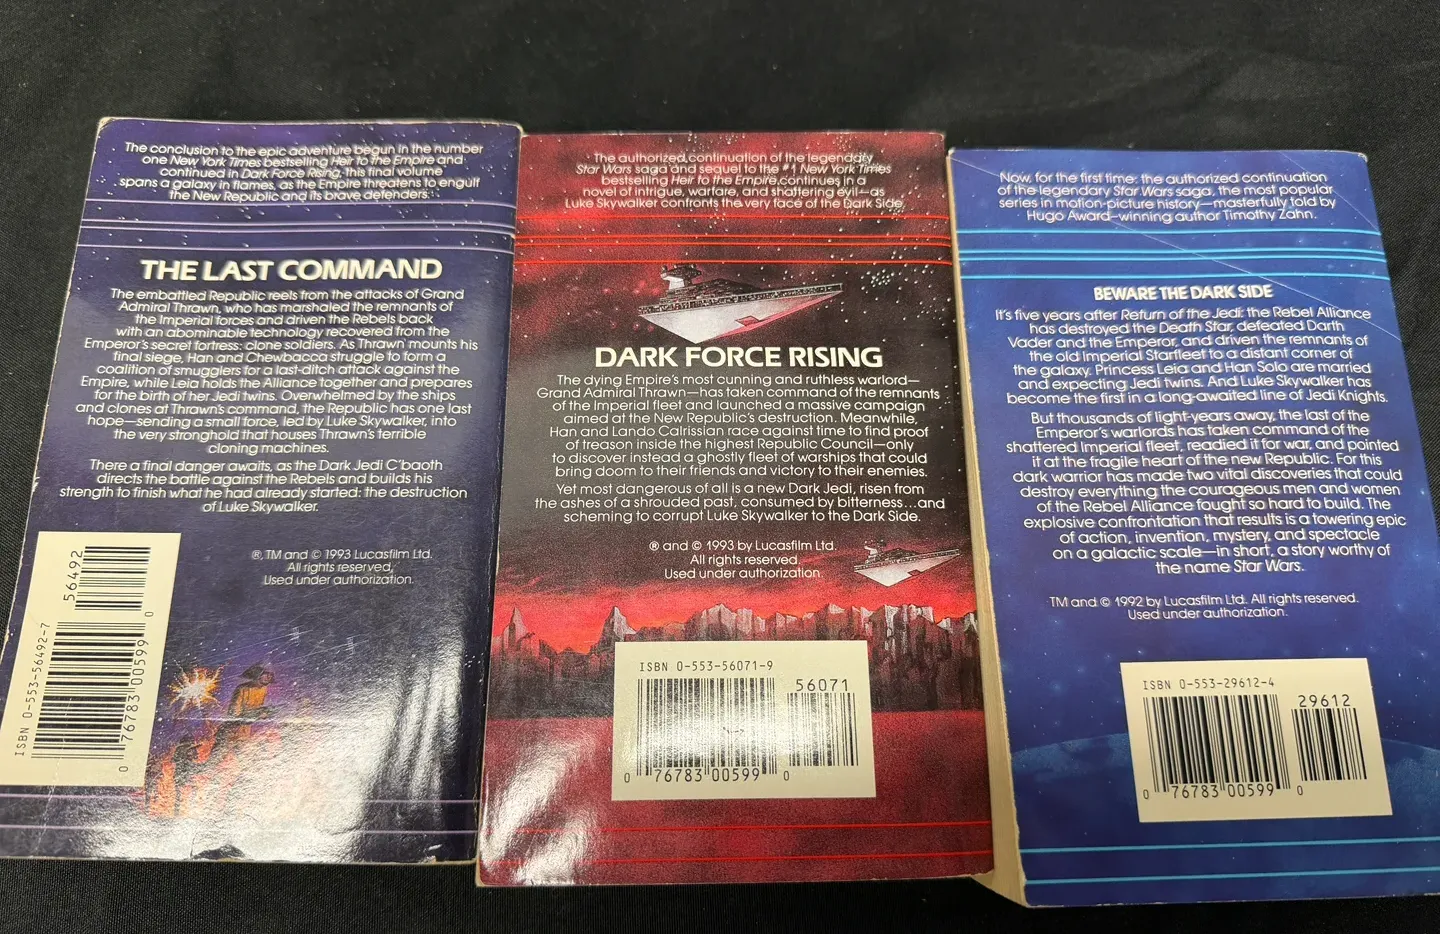 The conclusion to the epic adventure begun in the number
one New York Times bestselling Heir to the Empire and
continued in Dark Force Rising, this final volume
spans a galaxy in flames, as the Empire threatens to engulf
the New Republic and its brave defenders.
THE LAST COMMAND
The embattled Republic reels from the attacks of Grand
Admiral Thrawn, who has marshaled the remnants of
the Imperial forces and driven the Rebels back
with an abominable technology recovered from the
Emperor's secret fortress: clone soldiers. As Thrawn mounts his
final siege, Han and Chewbacca struggle to form a
coalition of smugglers for a last-ditch attack against the
Empire, while Leia holds the Alliance together and prepares
for the birth of her Jedi twins. Overwhelmed by the ships
and clones at Thrawn's command, the Republic has one last
hope—sending a small force, led by Luke Skywalker, into
the very stronghold that houses Thrawn's terrible
cloning machines.
There a final danger awaits, as the Dark Jedi C'baoth
directs the battle against the Rebels and builds his
strength to finish what he had already started: the destruction
of Luke Skywalker.
®, TM and © 1993 Lucasfilm Ltd.
All rights reserved.
Used under authorization.
ISBN 0-553-56492-7
56492
0 76783 00599 0
The authorized continuation of the legendary
Star Wars saga and sequel to the #1 New York Times
bestselling Heir to the Empire continues in a
novel of intrigue, warfare, and shattering evil—as
Luke Skywalker confronts the very face of the Dark Side.
DARK FORCE RISING
The dying Empire's most cunning and ruthless warlord—
Grand Admiral Thrawn—has taken command of the remnants
of the Imperial fleet and launched a massive campaign
aimed at the New Republic's destruction. Meanwhile,
Han and Lando Calrissian race against time to find proof
of treason inside the highest Republic Council—only
to discover instead a ghostly fleet of warships that could
bring doom to their friends and victory to their enemies.
Yet most dangerous of all is a new Dark Jedi, risen from
the ashes of a shrouded past, consumed by bitterness...and
scheming to corrupt Luke Skywalker to the Dark Side.
® and © 1993 by Lucasfilm Ltd.
All rights reserved.
Used under authorization.
ISBN 0-553-56071-9
56071
0 76783 00599 0
Now, for the first time: the authorized continuation
of the legendary Star Wars saga, the most popular
series in motion-picture history—masterfully told by
Hugo Award-winning author Timothy Zahn.
BEWARE THE DARK SIDE
It's five years after Return of the Jedi: the Rebel Alliance
has destroyed the Death Star, defeated Darth
Vader and the Emperor, and driven the remnants of
the old Imperial Starfleet to a distant corner of
the galaxy. Princess Leia and Han Solo are married
and expecting Jedi twins. And Luke Skywalker has
become the first in a long-awaited line of Jedi Knights.
But thousands of light-years away, the last of the
Emperor's warlords has taken command of the
shattered Imperial fleet, readied it for war, and pointed
it at the fragile heart of the new Republic. For this
dark warrior has made two vital discoveries that could
destroy everything the courageous men and women
of the Rebel Alliance fought so hard to build. The
explosive confrontation that results is a towering epic
of action, invention, mystery, and spectacle
on a galactic scale—in short, a story worthy of
the name Star Wars.
TM and © 1992 by Lucasfilm Ltd. All rights reserved.
Used under authorization.
ISBN 0-553-29612-4
29612
0 76783 00599 0